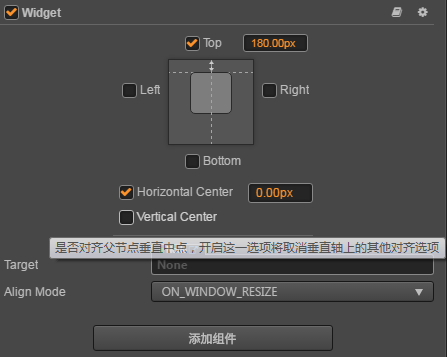 Widget
Top 180.00px
Left Right
Bottom
Horizontal Center 0.00px
Vertical Center
是否对齐父节点垂直中点，开启这一选项将取消垂直轴上的其他对齐选项
Target None
Align Mode ON_WINDOW_RESIZE
添加组件